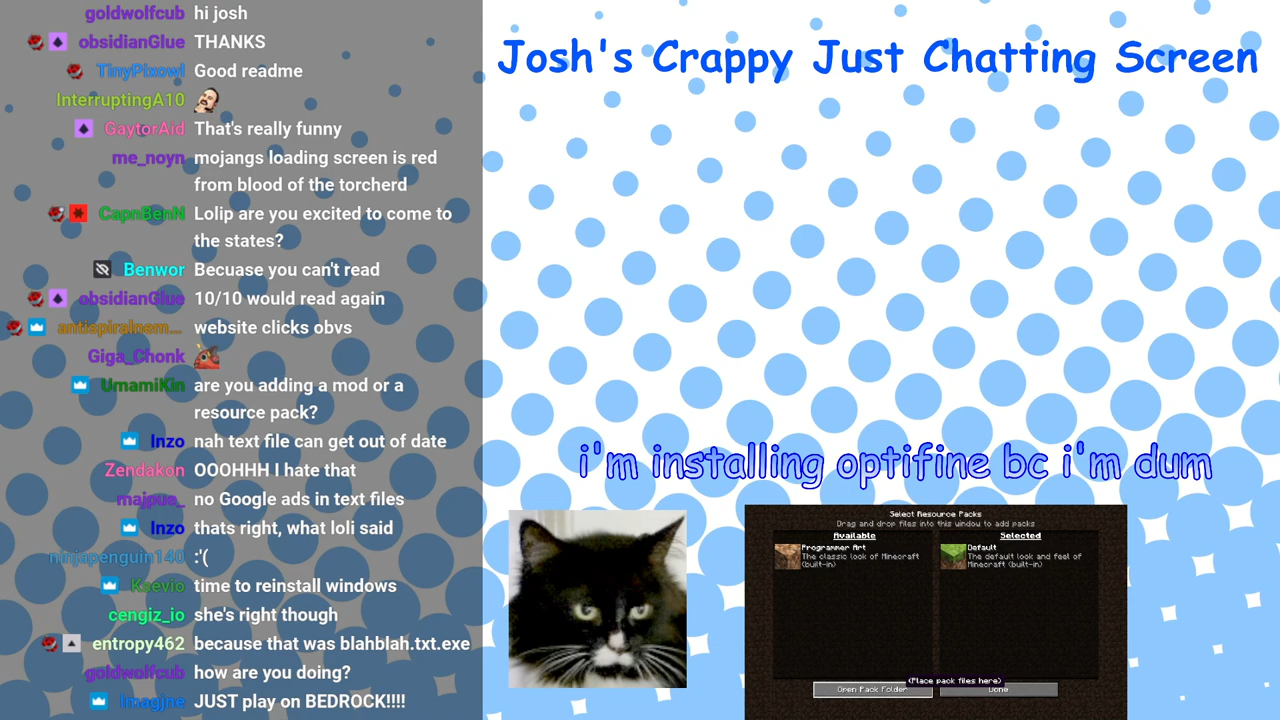 goldwolfcub hi josh
obsidianGlue THANKS
TinyPixowl Good readme
InterruptingA10
GaytorAid That's really funny
me_noyn mojangs loading screen is red
from blood of the torcherd
CapnBenN Lolip are you excited to come to
the states?
Benwor Becuase you can't read
obsidianGlue 10/10 would read again
antispiralnem... website clicks obvs
Giga_Chonk
UmamiKin are you adding a mod or a
resource pack?
Inzo nah text file can get out of date
Zendakon OOOHHH I hate that
majpue_ no Google ads in text files
Inzo thats right, what loli said
ninjapenguin140 :'(
Ksevio time to reinstall windows
cengiz_io she's right though
entropy462 because that was blahblah.txt.exe
goldwolfcub how are you doing?
Imagjne JUST play on BEDROCK!!!!
Josh's Crappy Just Chatting Screen
i'm installing optifine bc i'm dum
Select Resource Packs
Drag and drop files into this window to add packs
Available
Selected
Programmer Art
The classic look of Minecraft
(built-in)
Default
The default look and feel of
Minecraft (built-in)
(Place pack files here)
Open Pack Folder
Done